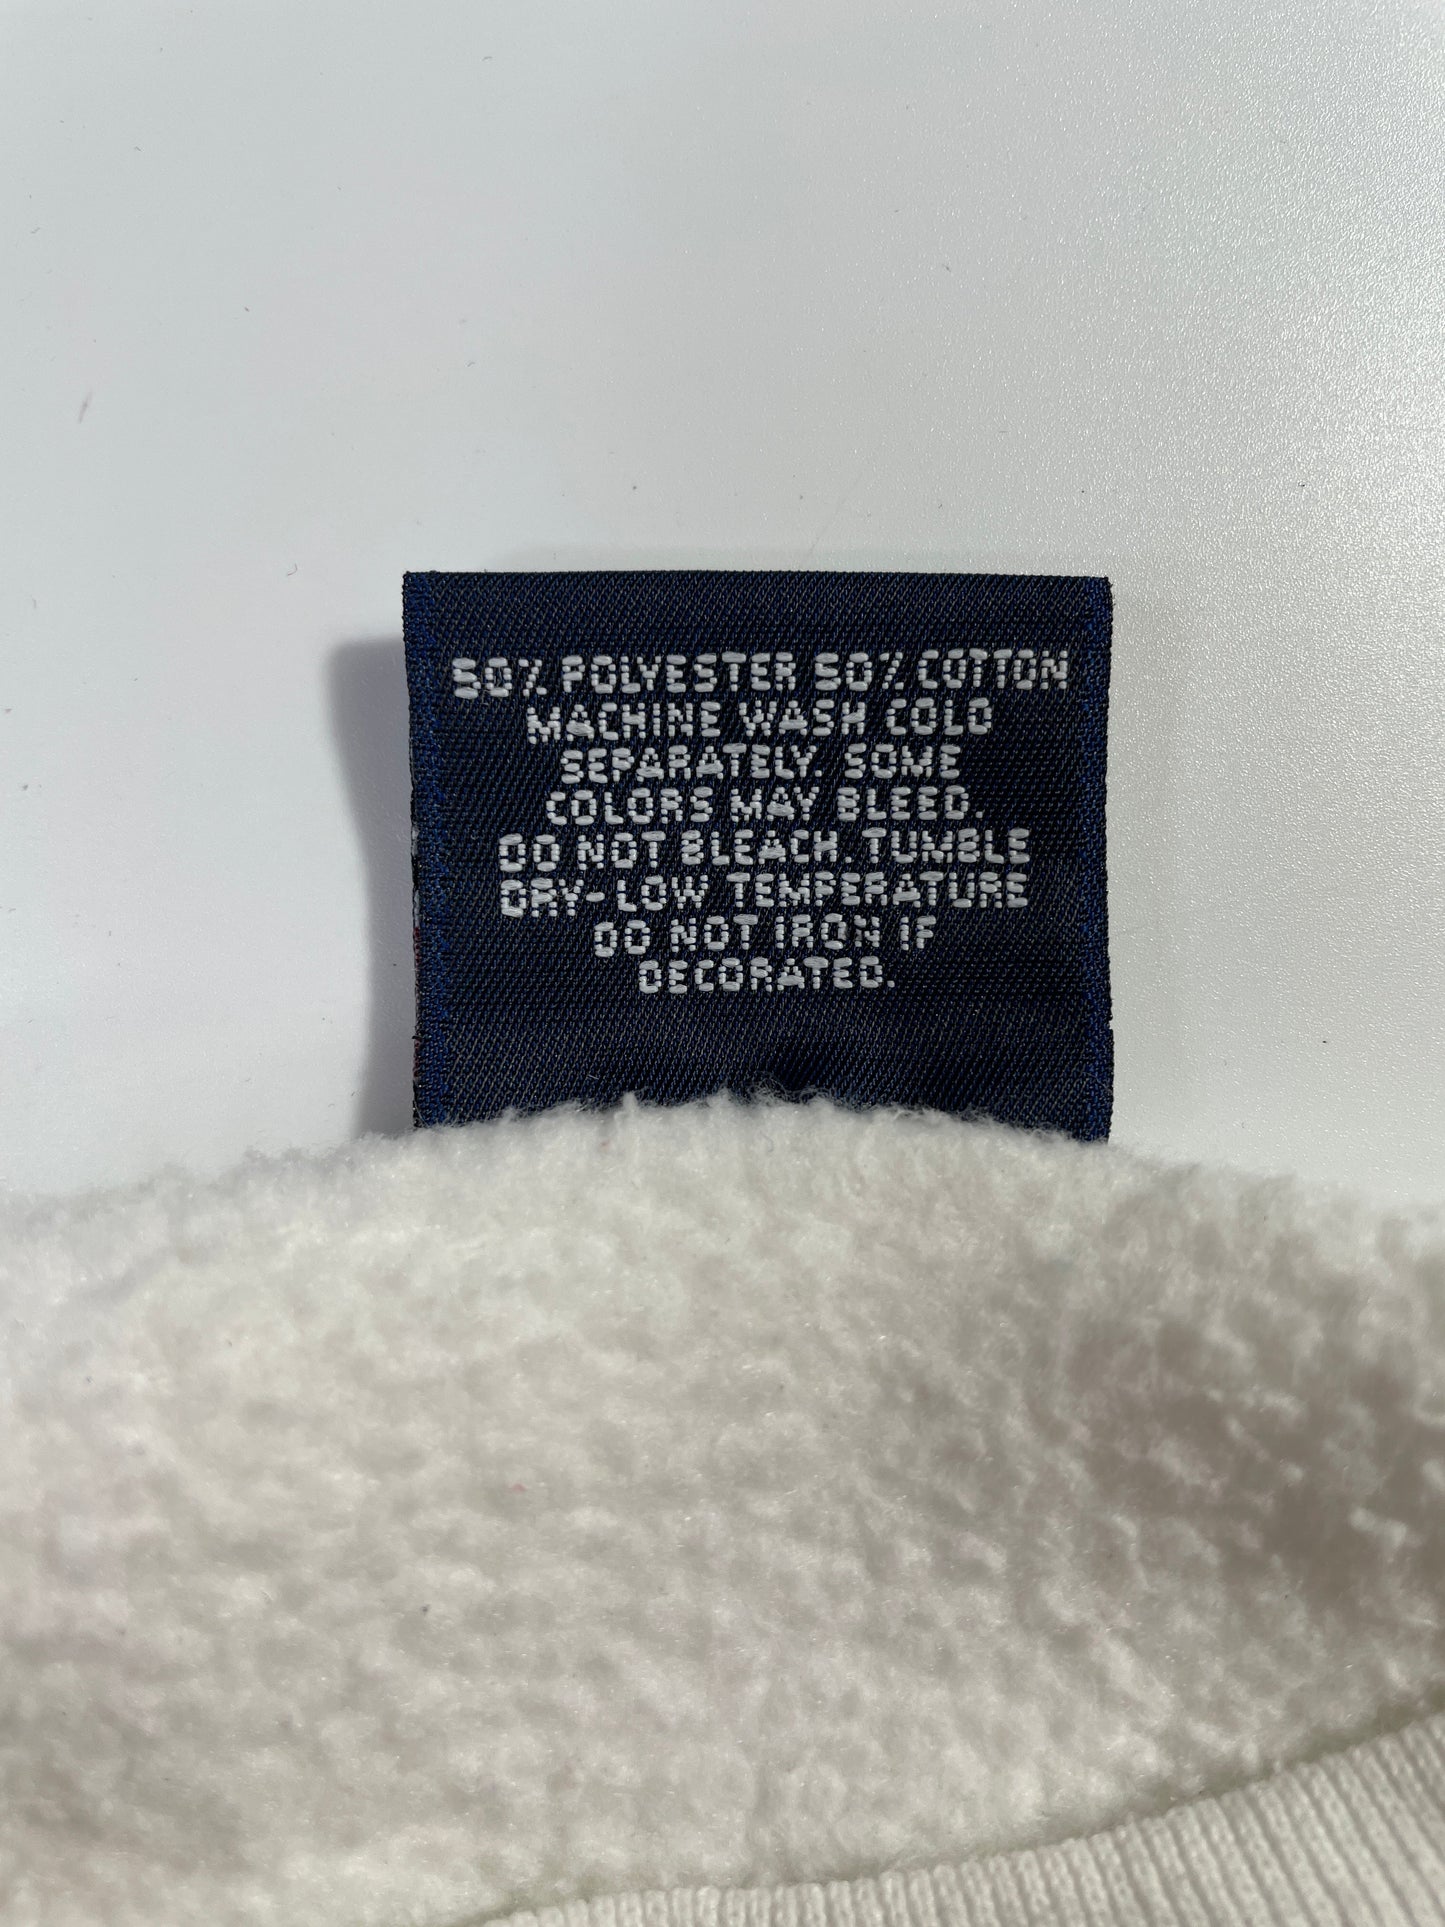 50% POLYESTER 50% COTTON
MACHINE WASH COLD
SEPARATELY. SOME
COLORS MAY BLEED.
DO NOT BLEACH. TUMBLE
DRY-LOW TEMPERATURE
DO NOT IRON IF
DECORATED.